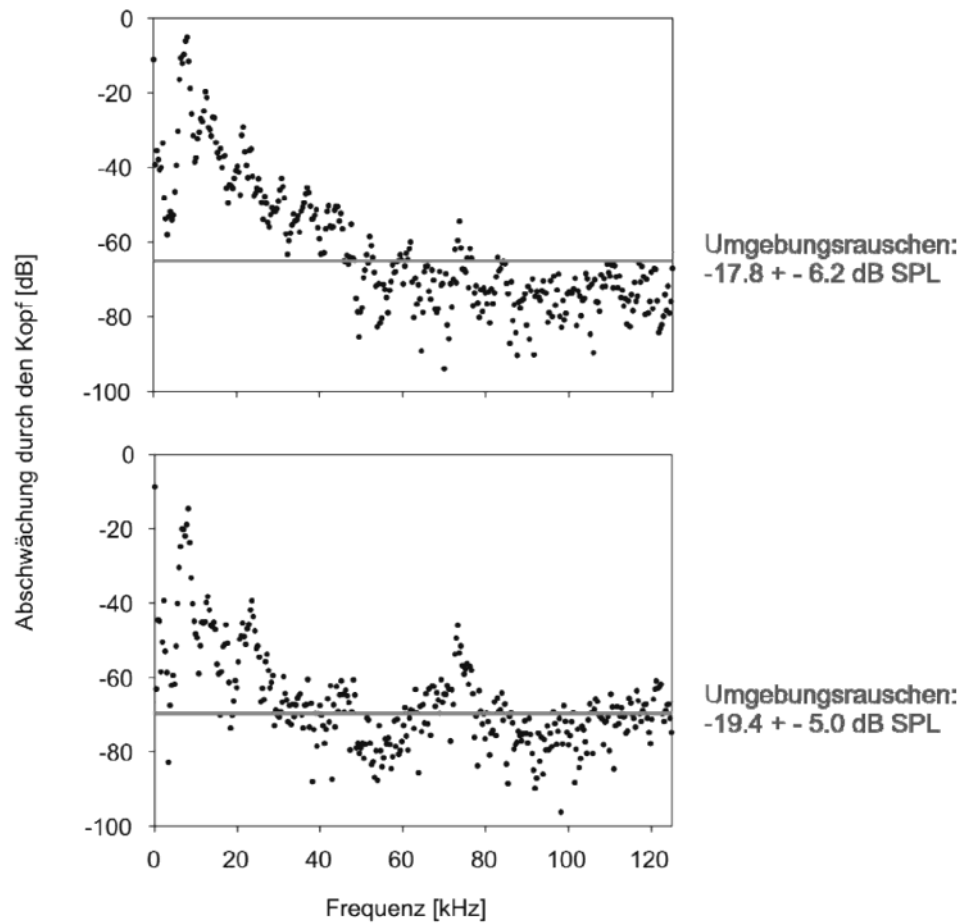 Abschwächung durch den Kopf [dB]
0
-20
-40
-60
-80
-100
Umgebungsrauschen:
-17.8 + - 6.2 dB SPL
0
-20
-40
-60
-80
-100
Umgebungsrauschen:
-19.4 + - 5.0 dB SPL
0 20 40 60 80 100 120
Frequenz [kHz]